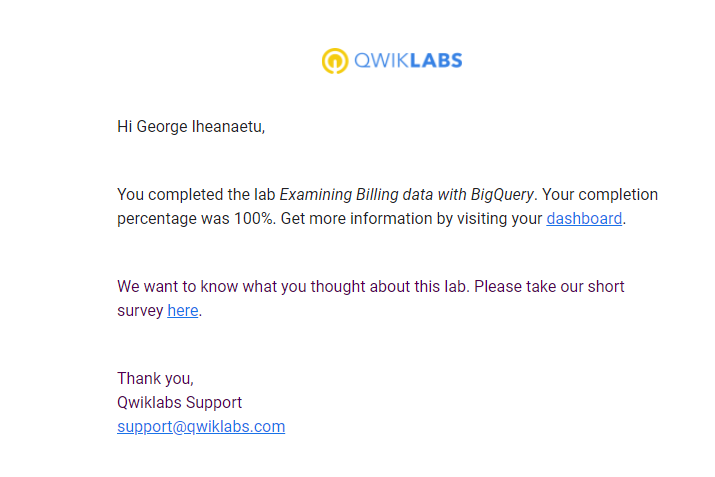 QWIKLABS
Hi George Iheanaetu,
You completed the lab Examining Billing data with BigQuery. Your completion
percentage was 100%. Get more information by visiting your dashboard.
We want to know what you thought about this lab. Please take our short
survey here.
Thank you,
Qwiklabs Support
support@qwiklabs.com